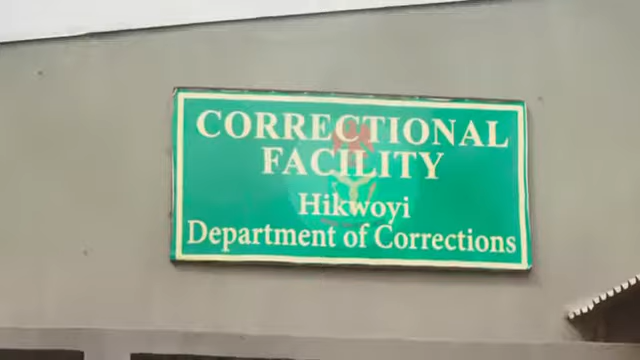 CORRECTIONAL
FACILITY
Hikwoyi
Department of Corrections